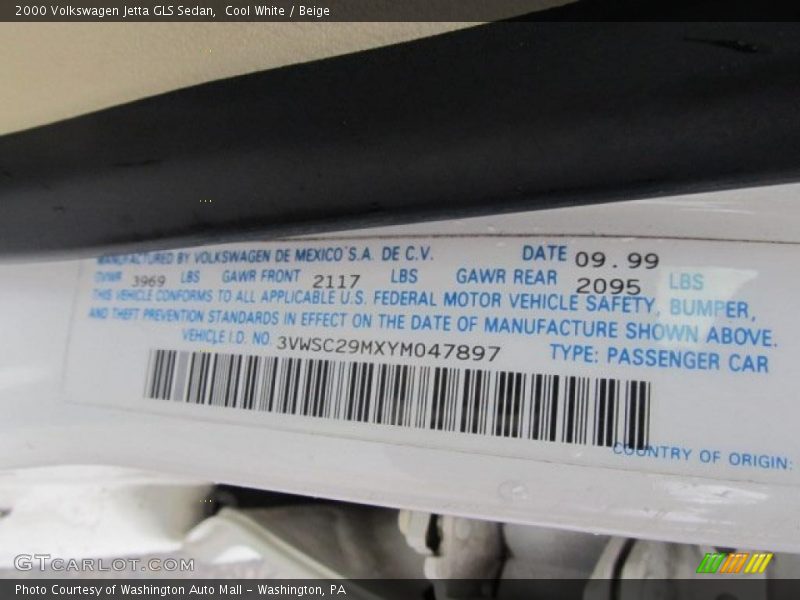 2000 Volkswagen Jetta GLS Sedan,  Cool White / Beige
MANUFACTURED BY VOLKSWAGEN DE MEXICO S.A. DE C.V. DATE 09.99
GVWR 3969 LBS GAWR FRONT 2117 LBS GAWR REAR 2095 LBS
THIS VEHICLE CONFORMS TO ALL APPLICABLE U.S. FEDERAL MOTOR VEHICLE SAFETY, BUMPER,
AND THEFT PREVENTION STANDARDS IN EFFECT ON THE DATE OF MANUFACTURE SHOWN ABOVE.
VEHICLE I.D. NO. 3VWSC29MXYM047897 TYPE: PASSENGER CAR
COUNTRY OF ORIGIN:
GTcarlot.com
Photo Courtesy of Washington Auto Mall - Washington, PA